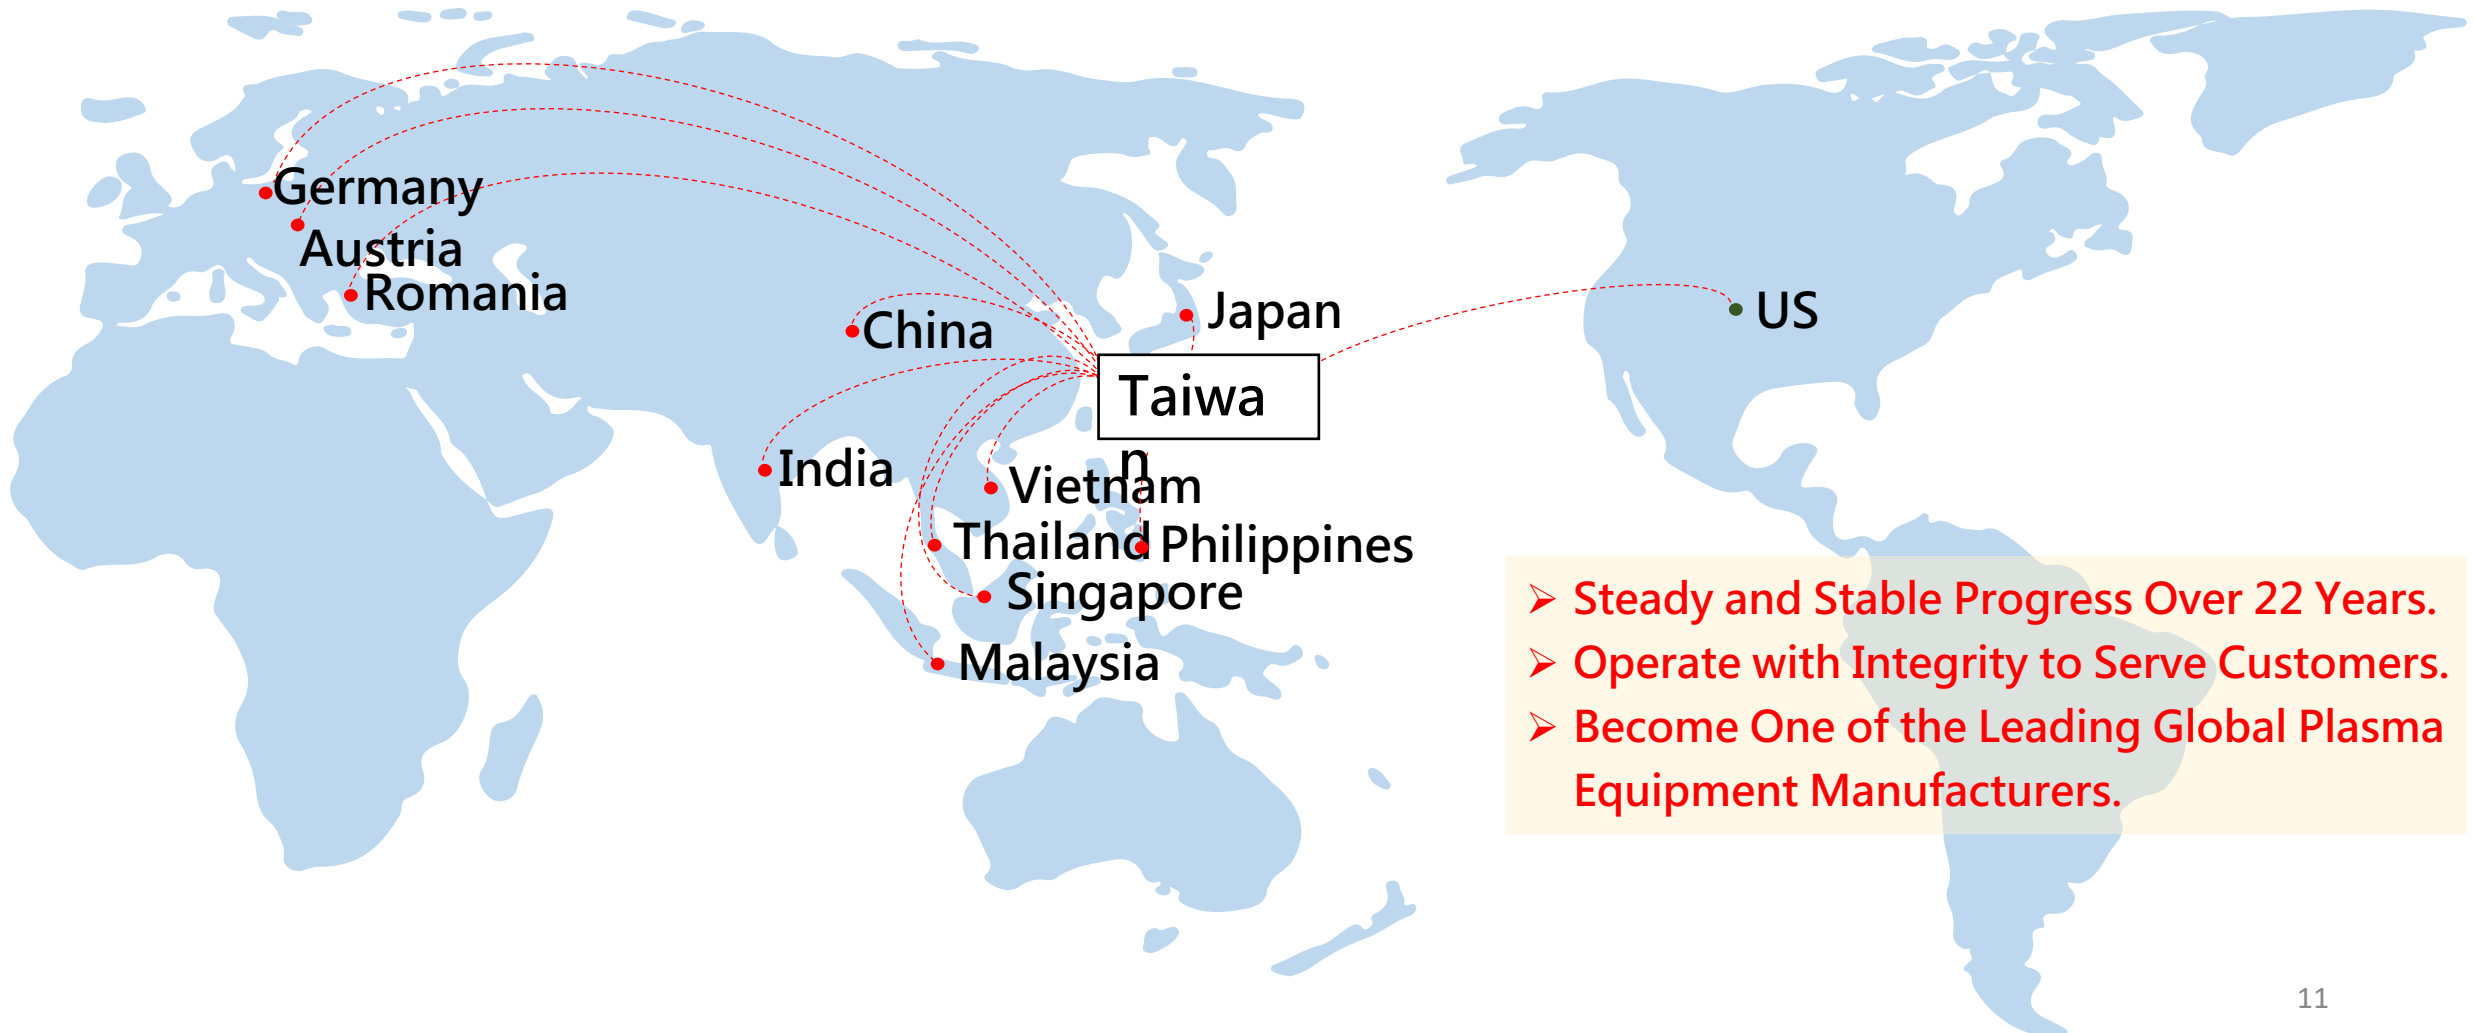 Germany
Austria
Romania
China
Japan
US
Taiwa
n
India
Vietnam
Thailand
Philippines
Singapore
Malaysia
➢ Steady and Stable Progress Over 22 Years.
➢ Operate with Integrity to Serve Customers.
➢ Become One of the Leading Global Plasma
Equipment Manufacturers.
11